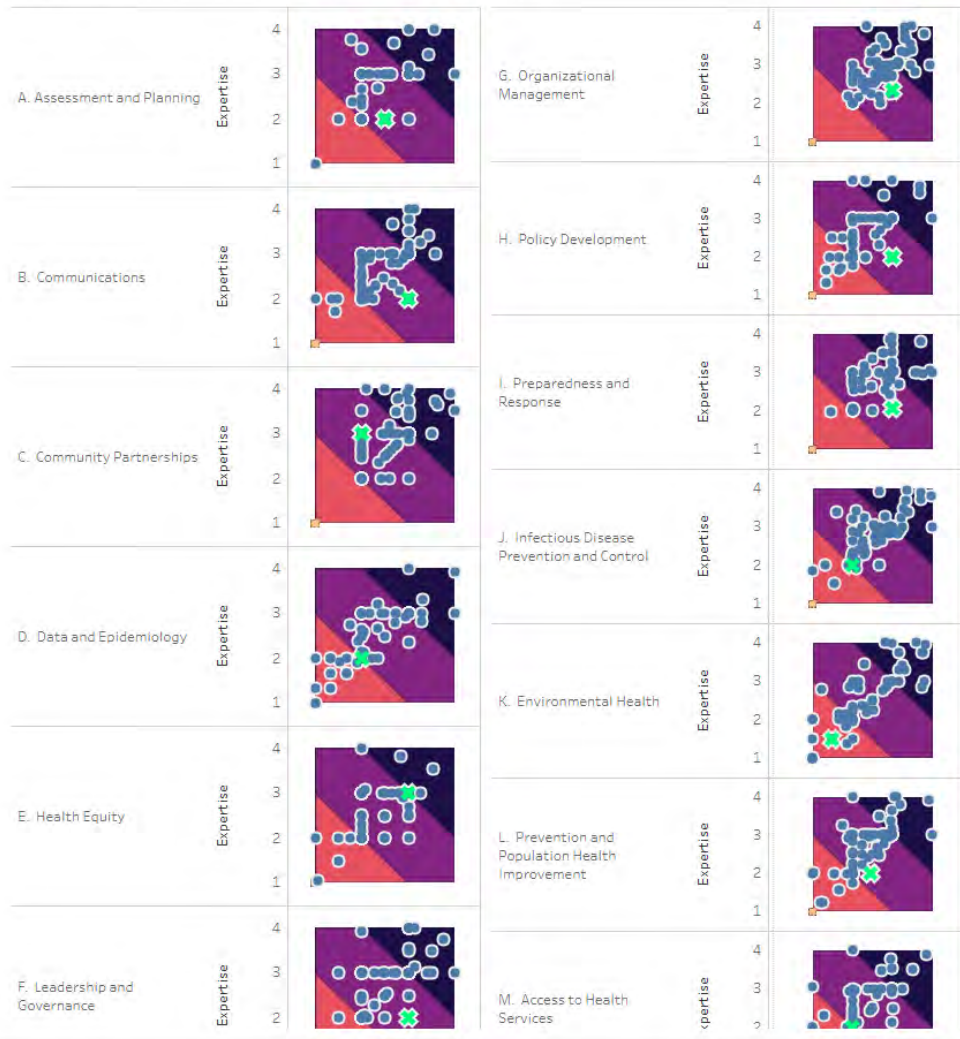 4
3
A. Assessment and Planning
Expertise
2
1
4
3
B. Communications
Expertise
2
1
4
3
C. Community Partnerships
Expertise
2
1
4
3
D. Data and Epidemiology
Expertise
2
1
4
3
E. Health Equity
Expertise
2
1
4
3
F. Leadership and
Governance
Expertise
2
4
3
G. Organizational
Management
Expertise
2
1
4
3
H. Policy Development
Expertise
2
1
4
3
I. Preparedness and
Response
Expertise
2
1
4
3
J. Infectious Disease
Prevention and Control
Expertise
2
1
4
3
K. Environmental Health
Expertise
2
1
4
3
L. Prevention and
Population Health
Improvement
Expertise
2
1
4
3
M. Access to Health
Services
xpertise
2